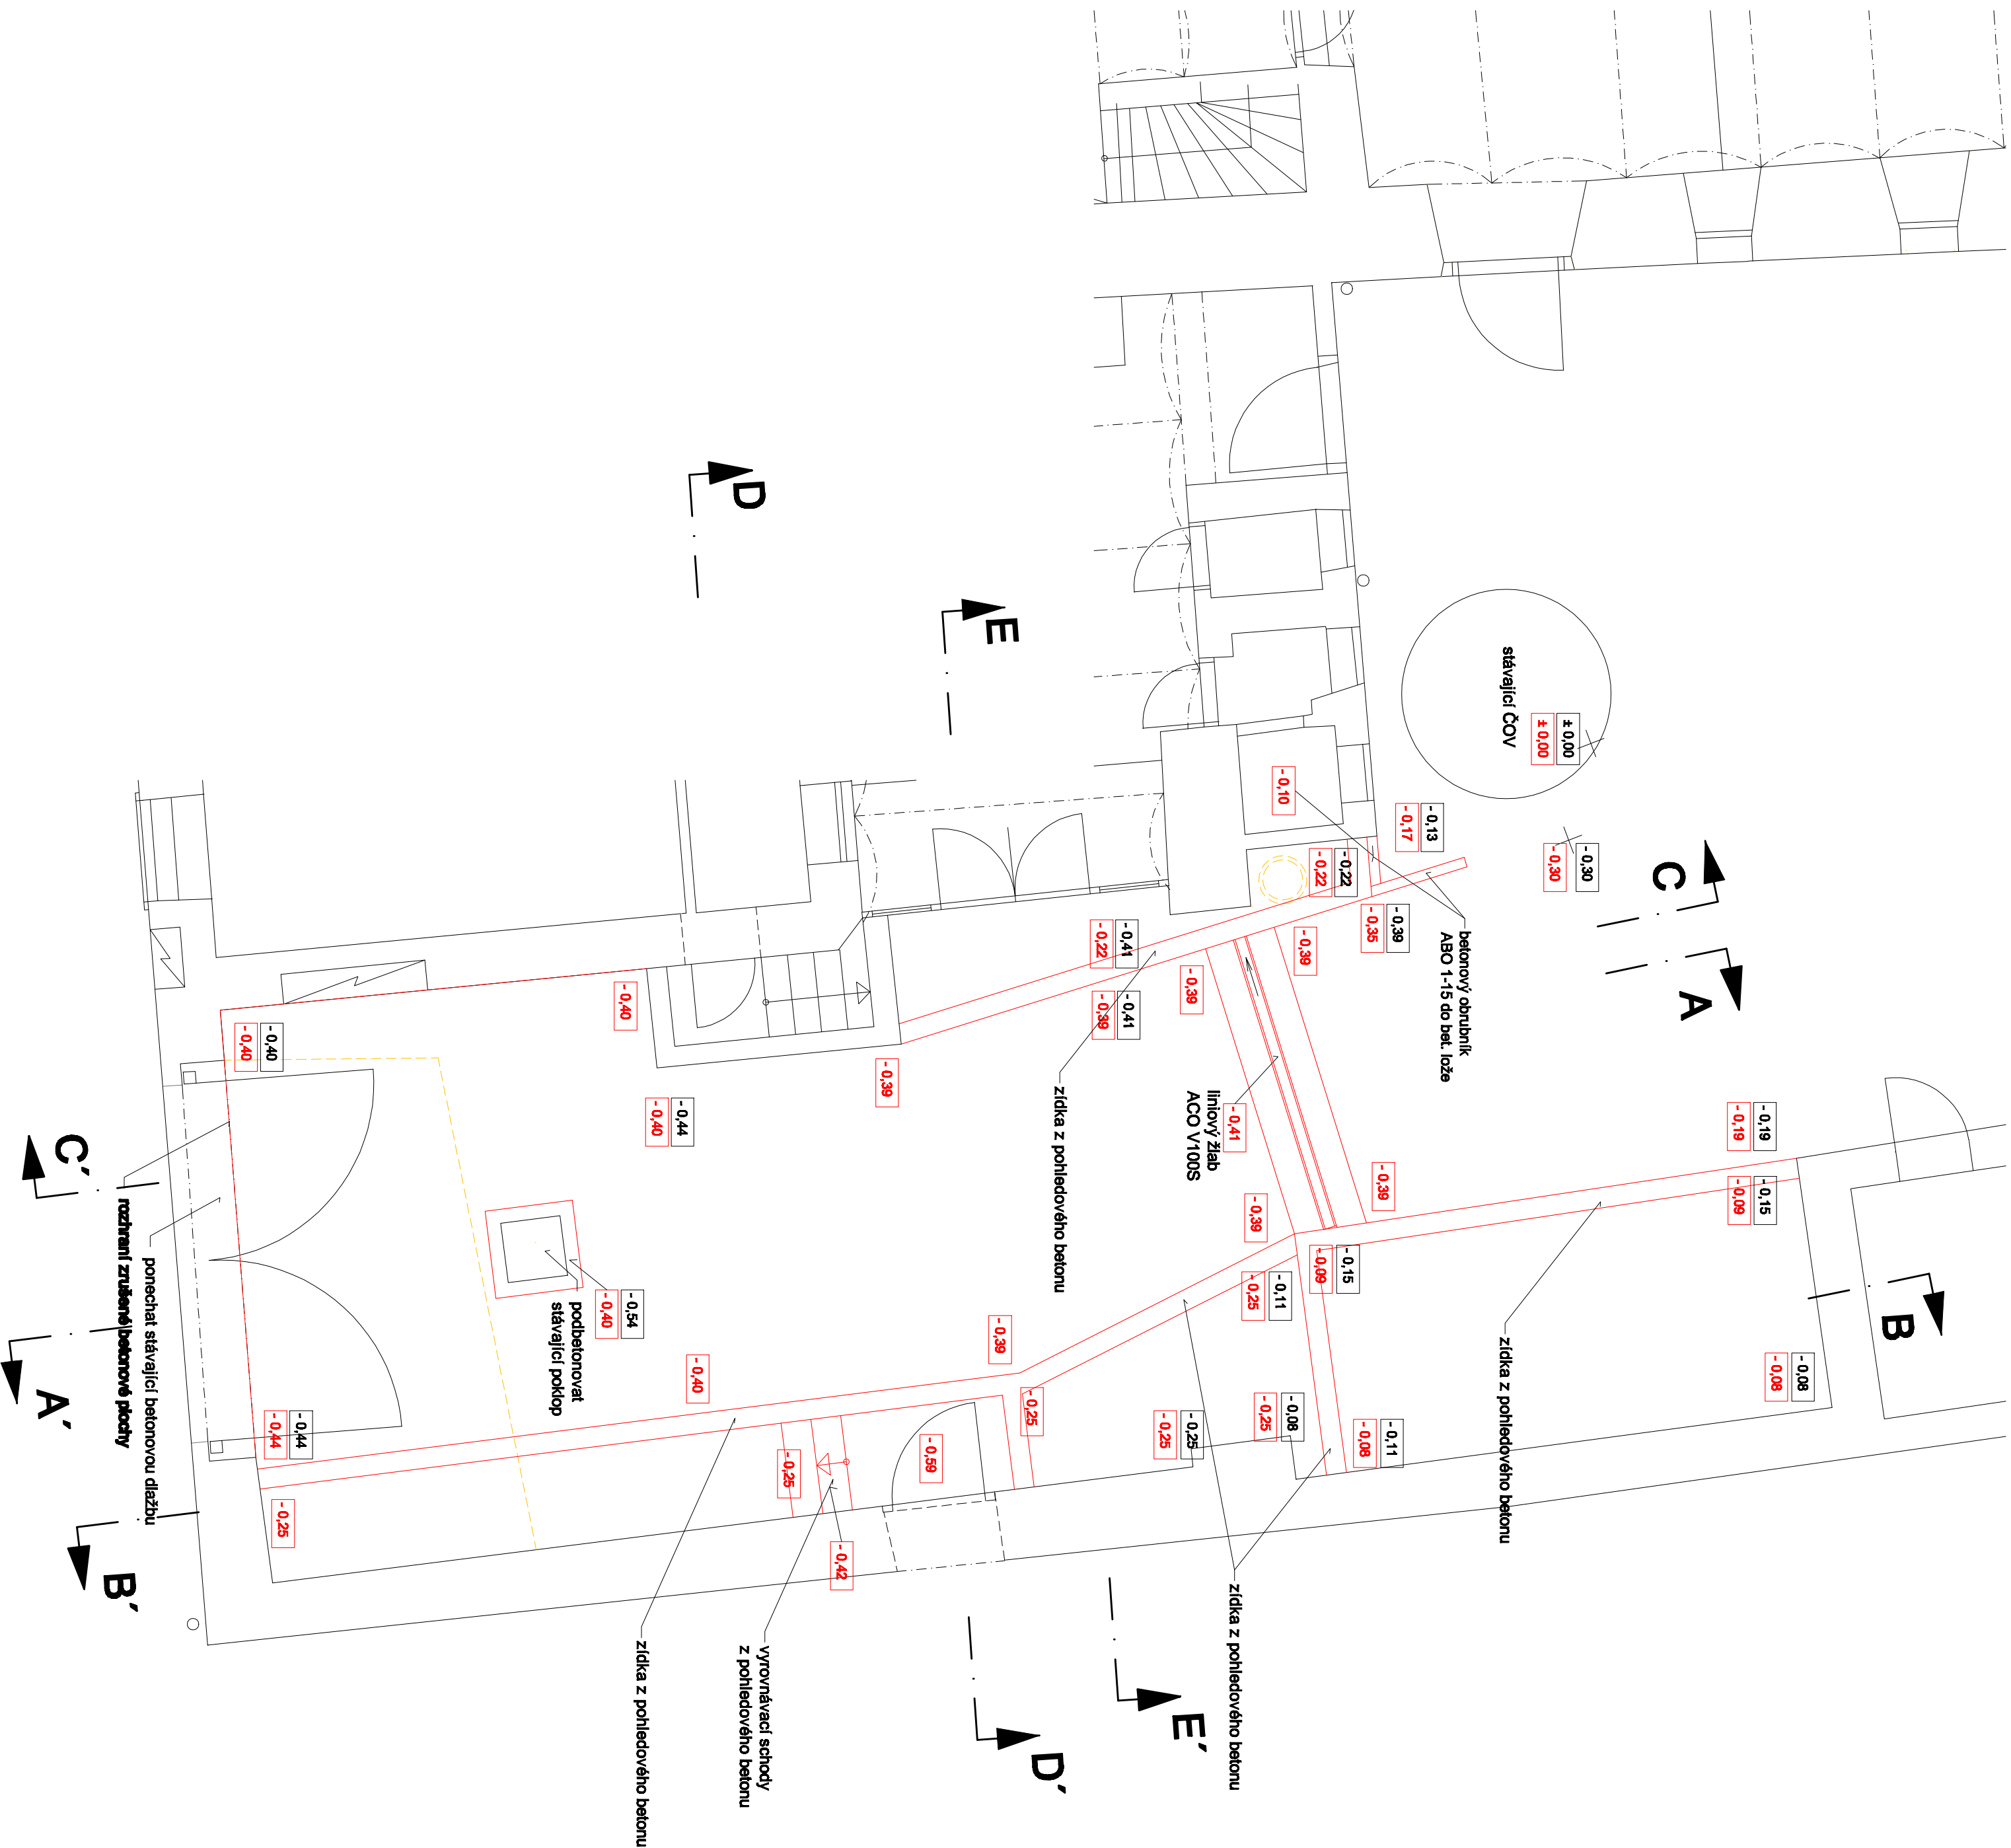 D
E
stávající ČOV
± 0,00
± 0,00
- 0,10
- 0,13
- 0,17
- 0,30
- 0,30
C
A
- 0,22
- 0,22
- 0,39
- 0,35
betonový obrubník
ABO 1-15 do bet. lože
- 0,39
- 0,41
- 0,22
- 0,39
- 0,41
- 0,39
- 0,40
- 0,39
- 0,40
- 0,40
- 0,44
- 0,40
zídka z pohledového betonu
liniový žlab
ACO V100S
- 0,41
- 0,39
- 0,39
- 0,19
- 0,19
- 0,15
- 0,09
- 0,15
- 0,09
- 0,11
- 0,25
B
C´
rozhraní zrušené betonové plochy
ponechat stávající betonovou dlažbu
A´
B´
podbetonovat
stávající poklop
- 0,54
- 0,40
- 0,39
- 0,40
- 0,25
- 0,25
- 0,25
- 0,08
- 0,25
- 0,11
- 0,08
- 0,08
- 0,08
zídka z pohledového betonu
- 0,44
- 0,44
- 0,25
- 0,25
- 0,59
- 0,42
zídka z pohledového betonu
vyrovnávací schody
z pohledového betonu
zídka z pohledového betonu
E´
D´